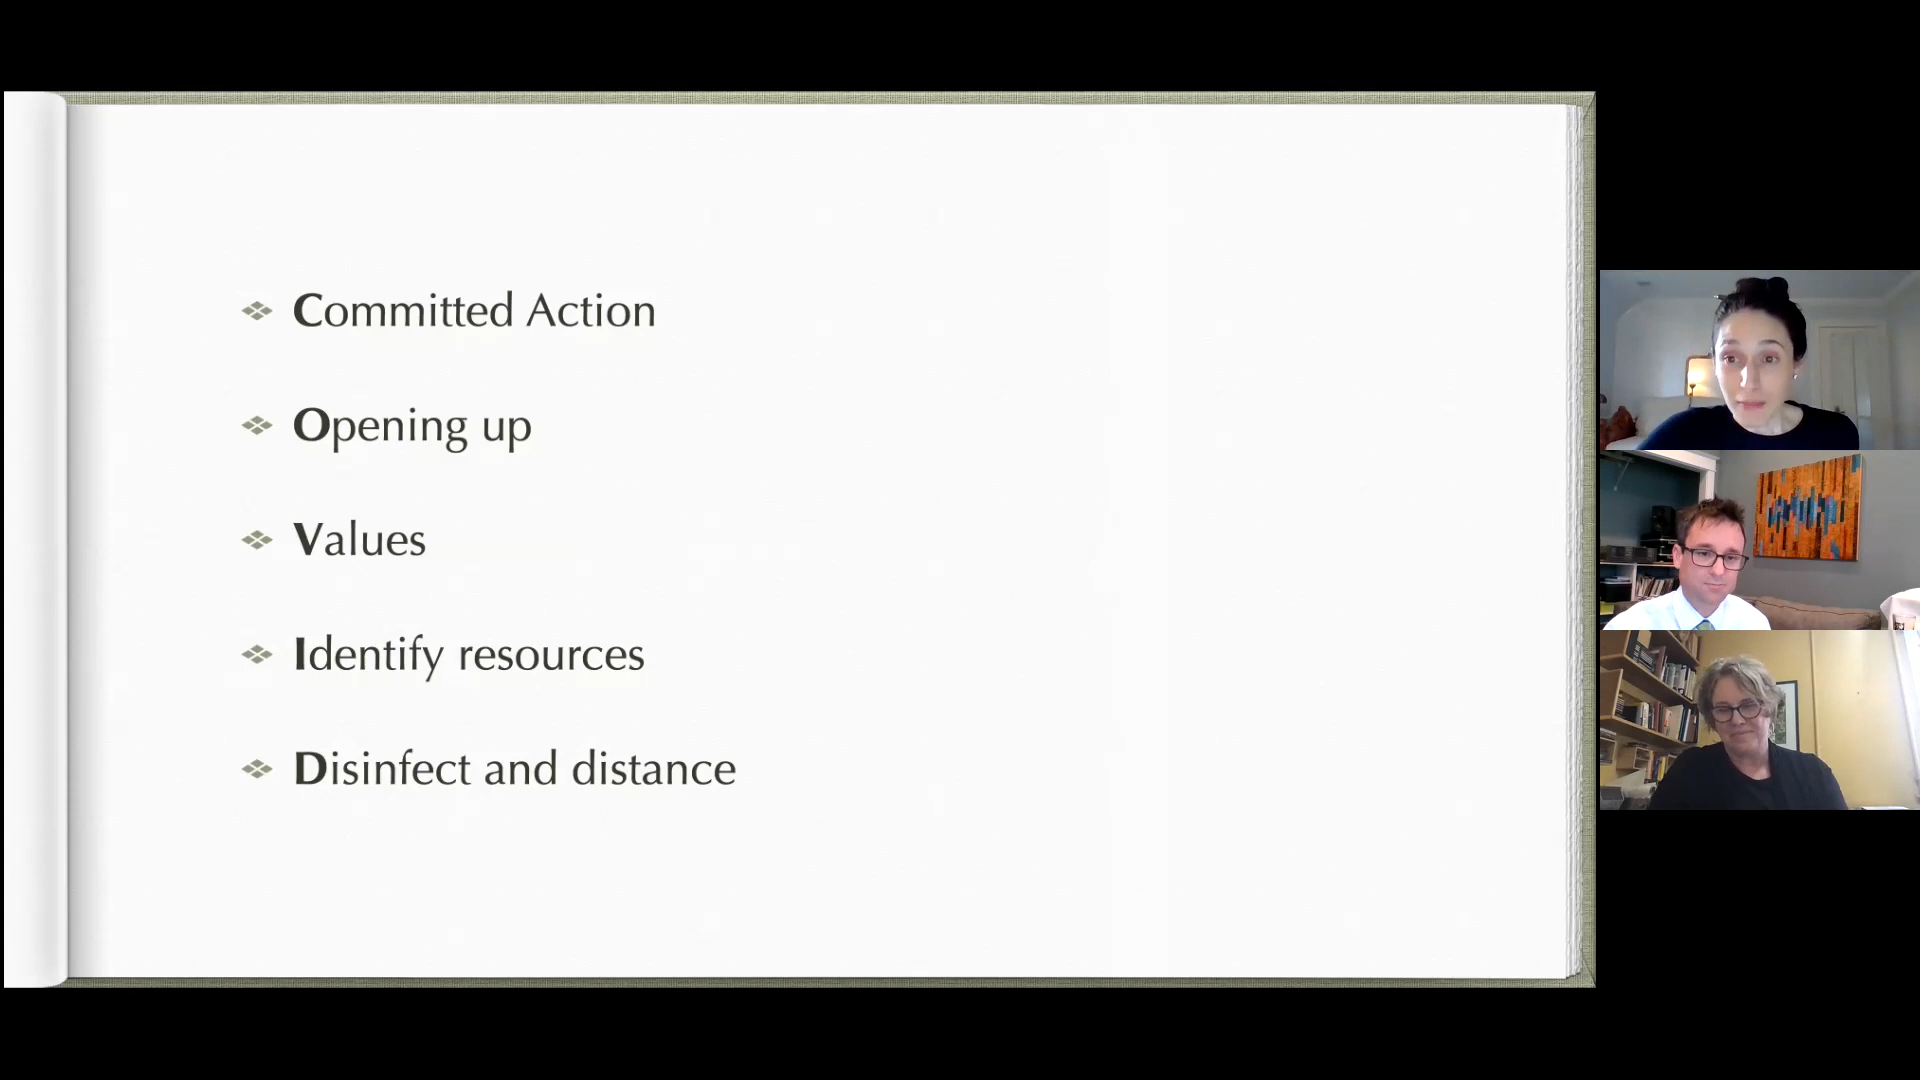 Committed Action
Opening up
Values
Identify resources
Disinfect and distance